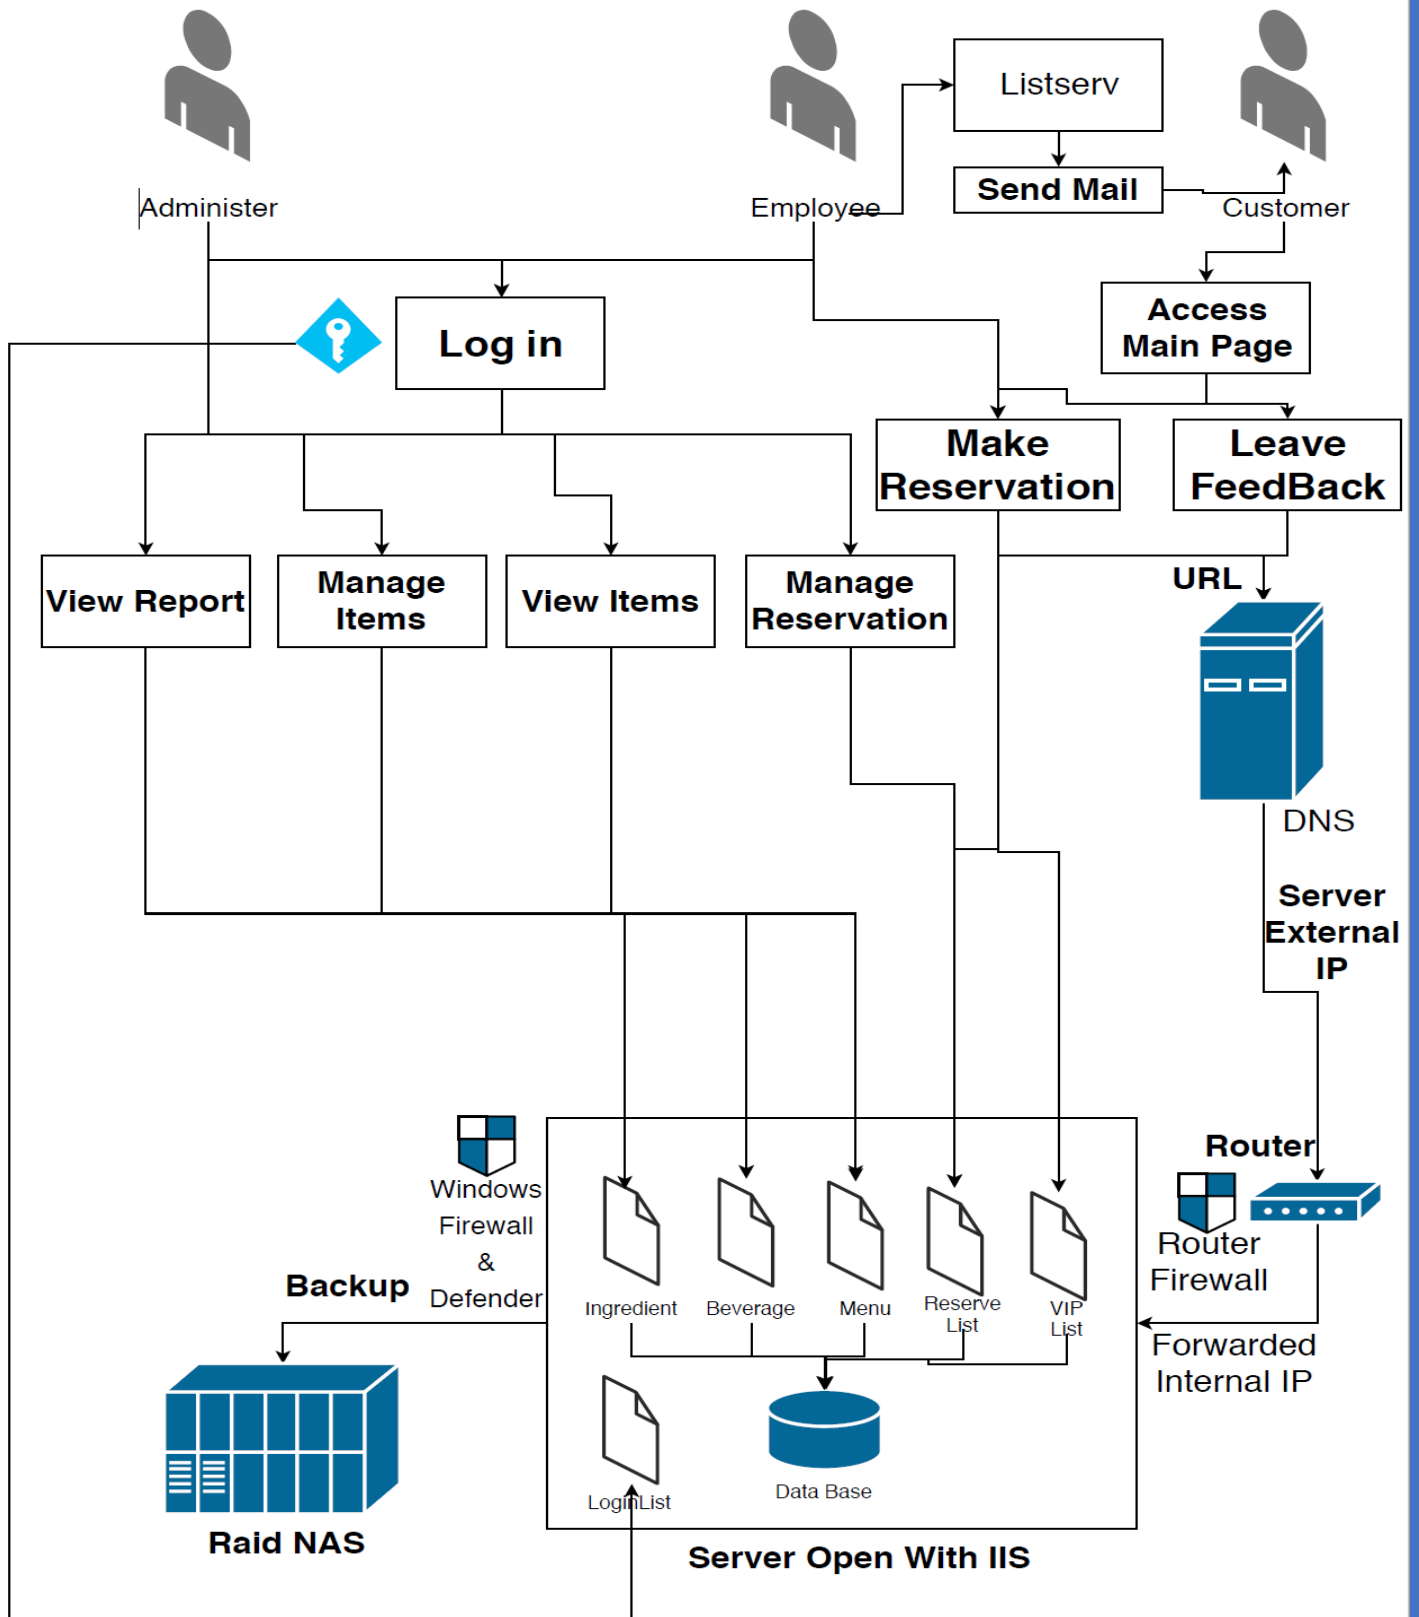 Listserv
Send Mail
Administer
Employee
Customer
Access
Main Page
Log in
Make
Reservation
Leave
FeedBack
View Report
Manage
Items
View Items
Manage
Reservation
URL
DNS
Server
External
IP
Router
Router
Firewall
Windows
Firewall
&
Defender
Backup
Ingredient
Beverage
Menu
Reserve
List
VIP
List
Forwarded
Internal IP
LoginList
Data Base
Raid NAS
Server Open With IIS